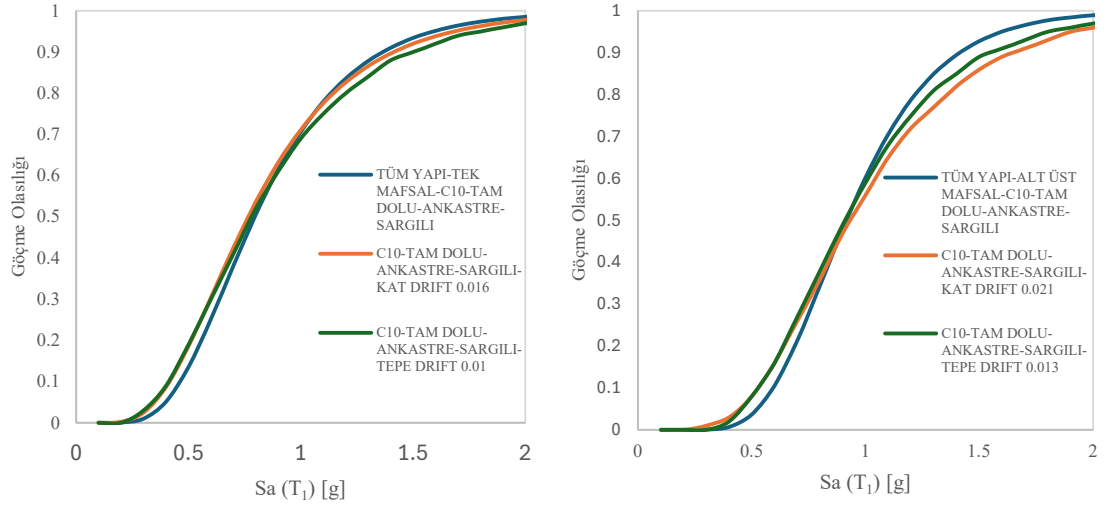 1
0.9
0.8
0.7
0.6
0.5
0.4
0.3
0.2
0.1
0
Göçme Olasılığı
0
0.5
1
1.5
2
Sa (T1) [g]
TÜM YAPI-TEK
MAFSAL-C10-TAM
DOLU-ANKASTRE-
SARGILI
C10-TAM DOLU-
ANKASTRE-SARGILI-
KAT DRIFT 0.016
C10-TAM DOLU-
ANKASTRE-SARGILI-
TEPE DRIFT 0.01
1
0.9
0.8
0.7
0.6
0.5
0.4
0.3
0.2
0.1
0
Göçme Olasılığı
0
0.5
1
1.5
2
Sa (T1) [g]
TÜM YAPI-ALT ÜST
MAFSAL-C10-TAM
DOLU-ANKASTRE-
SARGILI
C10-TAM DOLU-
ANKASTRE-SARGILI-
KAT DRIFT 0.021
C10-TAM DOLU-
ANKASTRE-SARGILI-
TEPE DRIFT 0.013